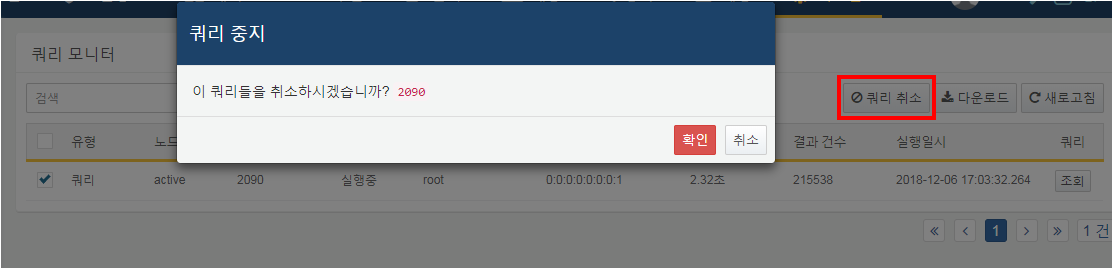 쿼리 중지
쿼리 모니터
이 쿼리들을 취소하시겠습니까? 2090
검색
쿼리 취소 다운로드 새로고침
확인 취소
유형 노드 결과 건수 실행일시 쿼리
쿼리 active 2090 실행중 root 0:0:0:0:0:0:0:1 2.32초 215538 2018-12-06 17:03:32.264 조회
« ‹ 1 › » 1 건